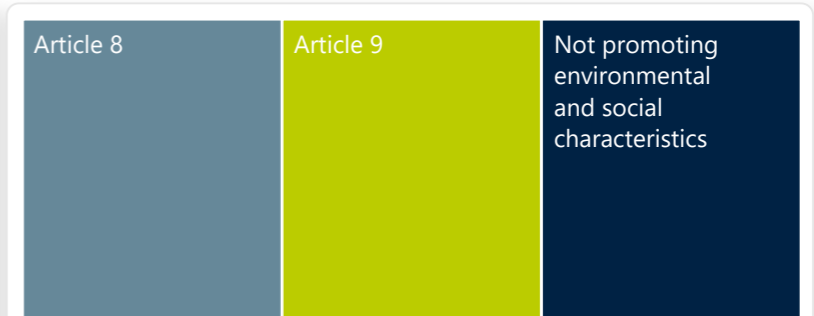 Article 8
Article 9
Not promoting
environmental
and social
characteristics